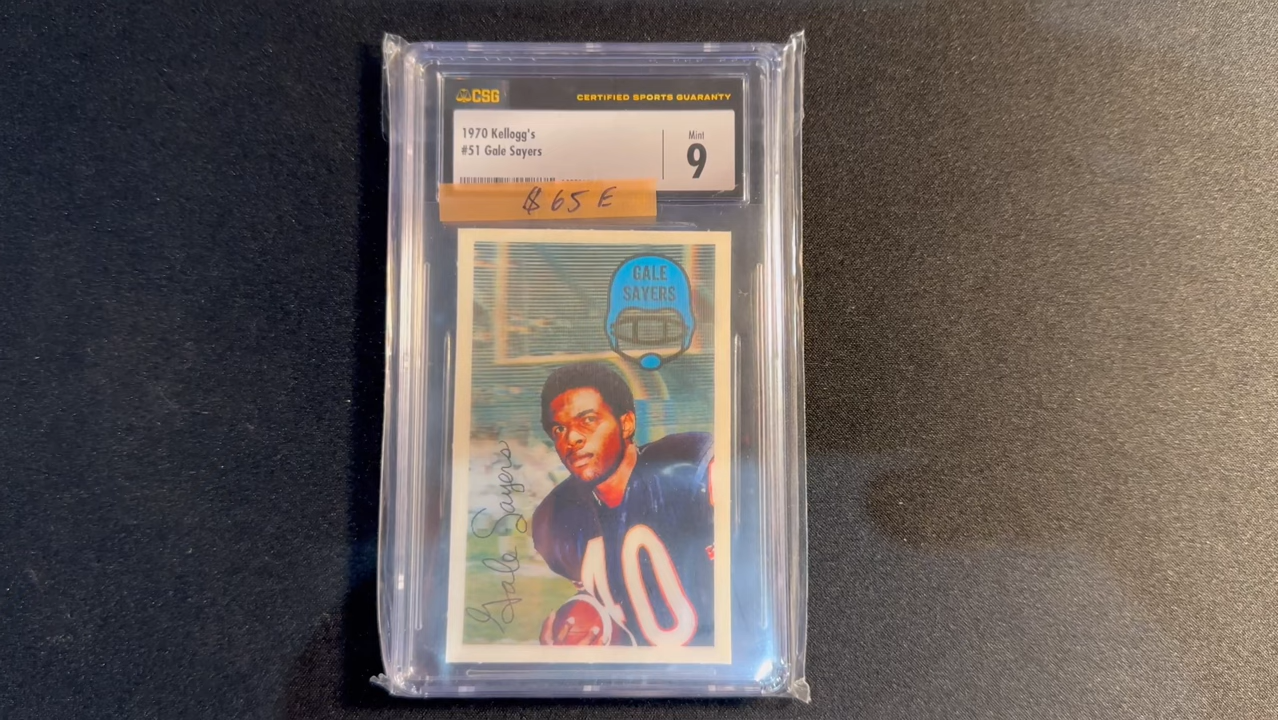 CSG CERTIFIED SPORTS GUARANTY
1970 Kellogg's
#51 Gale Sayers
Mint
9
$65 E
GALE
SAYERS
Gale Sayers
40